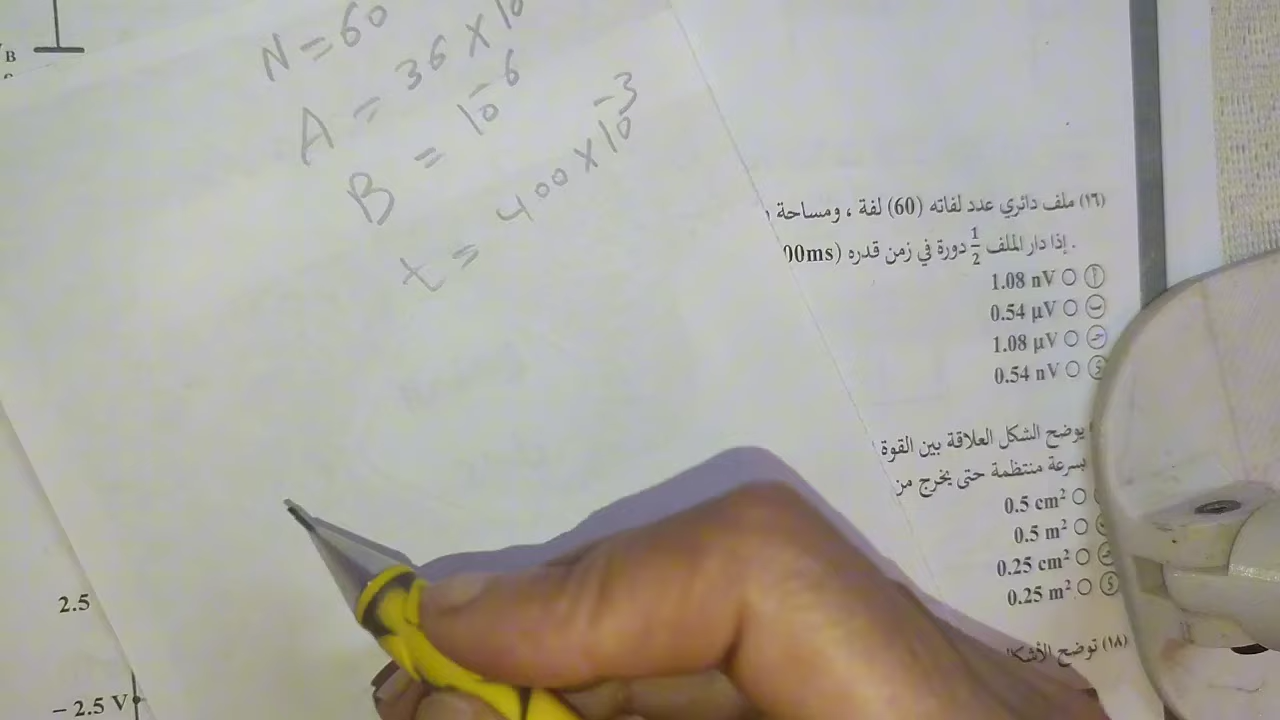 N = 60
A = 36 × 10
B = 10⁻⁶
t = 400 × 10⁻³
B
(١٦) ملف دائري عدد لفاته (60) لفة ، ومساحة
. إذا دار الملف 1/2 دورة في زمن قدره (00ms
أ ○ 1.08 nV
ب ○ 0.54 μV
ج ○ 1.08 μV
د ○ 0.54 nV
يوضح الشكل العلاقة بين القوة
بسرعة منتظمة حتى يخرج من
○ 0.5 cm²
○ 0.5 m²
ج ○ 0.25 cm²
د ○ 0.25 m²
(١٨) توضح الأشكا
2.5
– 2.5 V